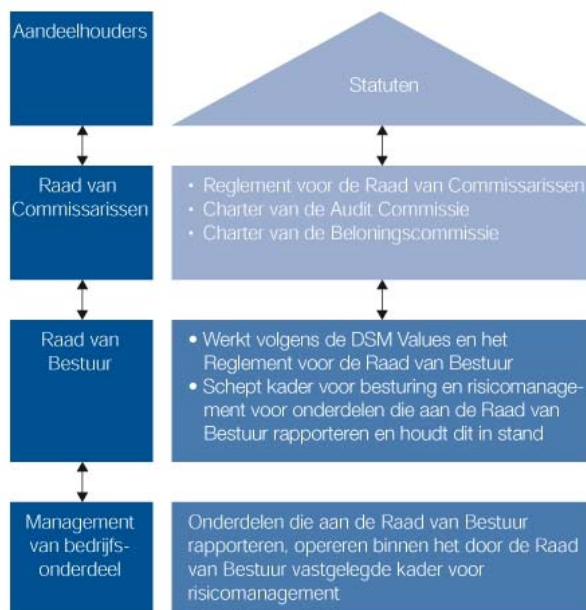 Aandeelhouders
Statuten
Raad van
Commissarissen
• Reglement voor de Raad van Commissarissen
• Charter van de Audit Commissie
• Charter van de Beloningscommissie
Raad van
Bestuur
• Werkt volgens de DSM Values en het
Reglement voor de Raad van Bestuur
• Schept kader voor besturing en risicomanage-
ment voor onderdelen die aan de Raad van
Bestuur rapporteren en houdt dit in stand
Management
van bedrijfs-
onderdeel
Onderdelen die aan de Raad van Bestuur
rapporteren, opereren binnen het door de Raad
van Bestuur vastgelegde kader voor
risicomanagement